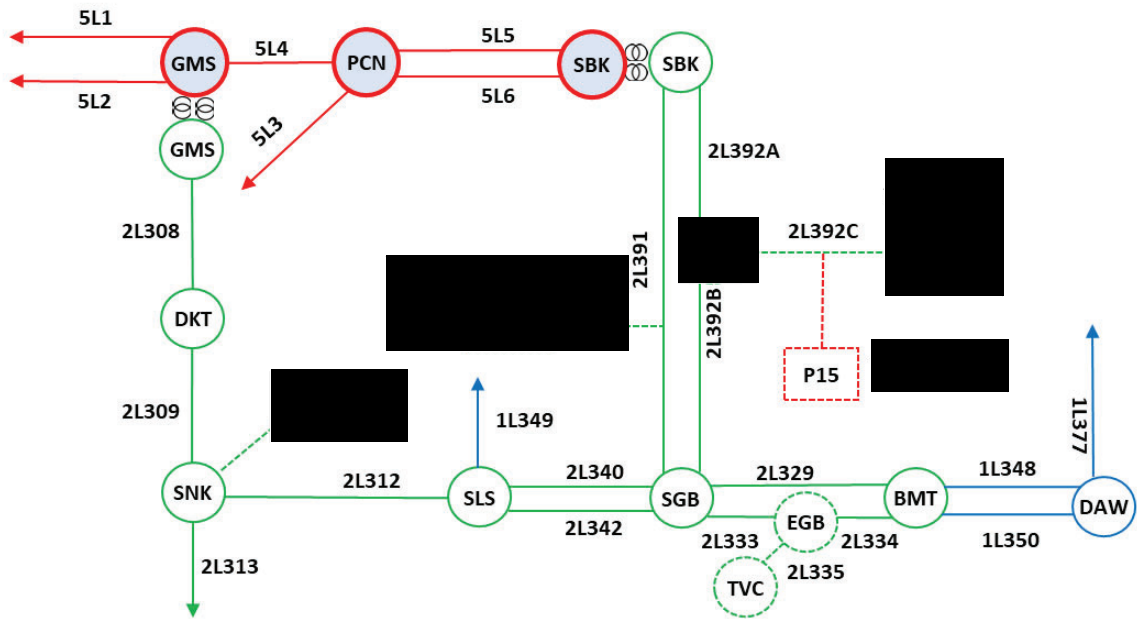 5L1
5L4
5L5
GMS
PCN
SBK
SBK
5L2
5L6
5L3
GMS
2L392A
2L308
2L391
2L392C
2L392B
DKT
P15
2L309
1L349
1L377
2L312
2L340
2L329
1L348
SNK
SLS
SGB
BMT
DAW
EGB
2L342
2L333
2L334
1L350
2L313
2L335
TVC